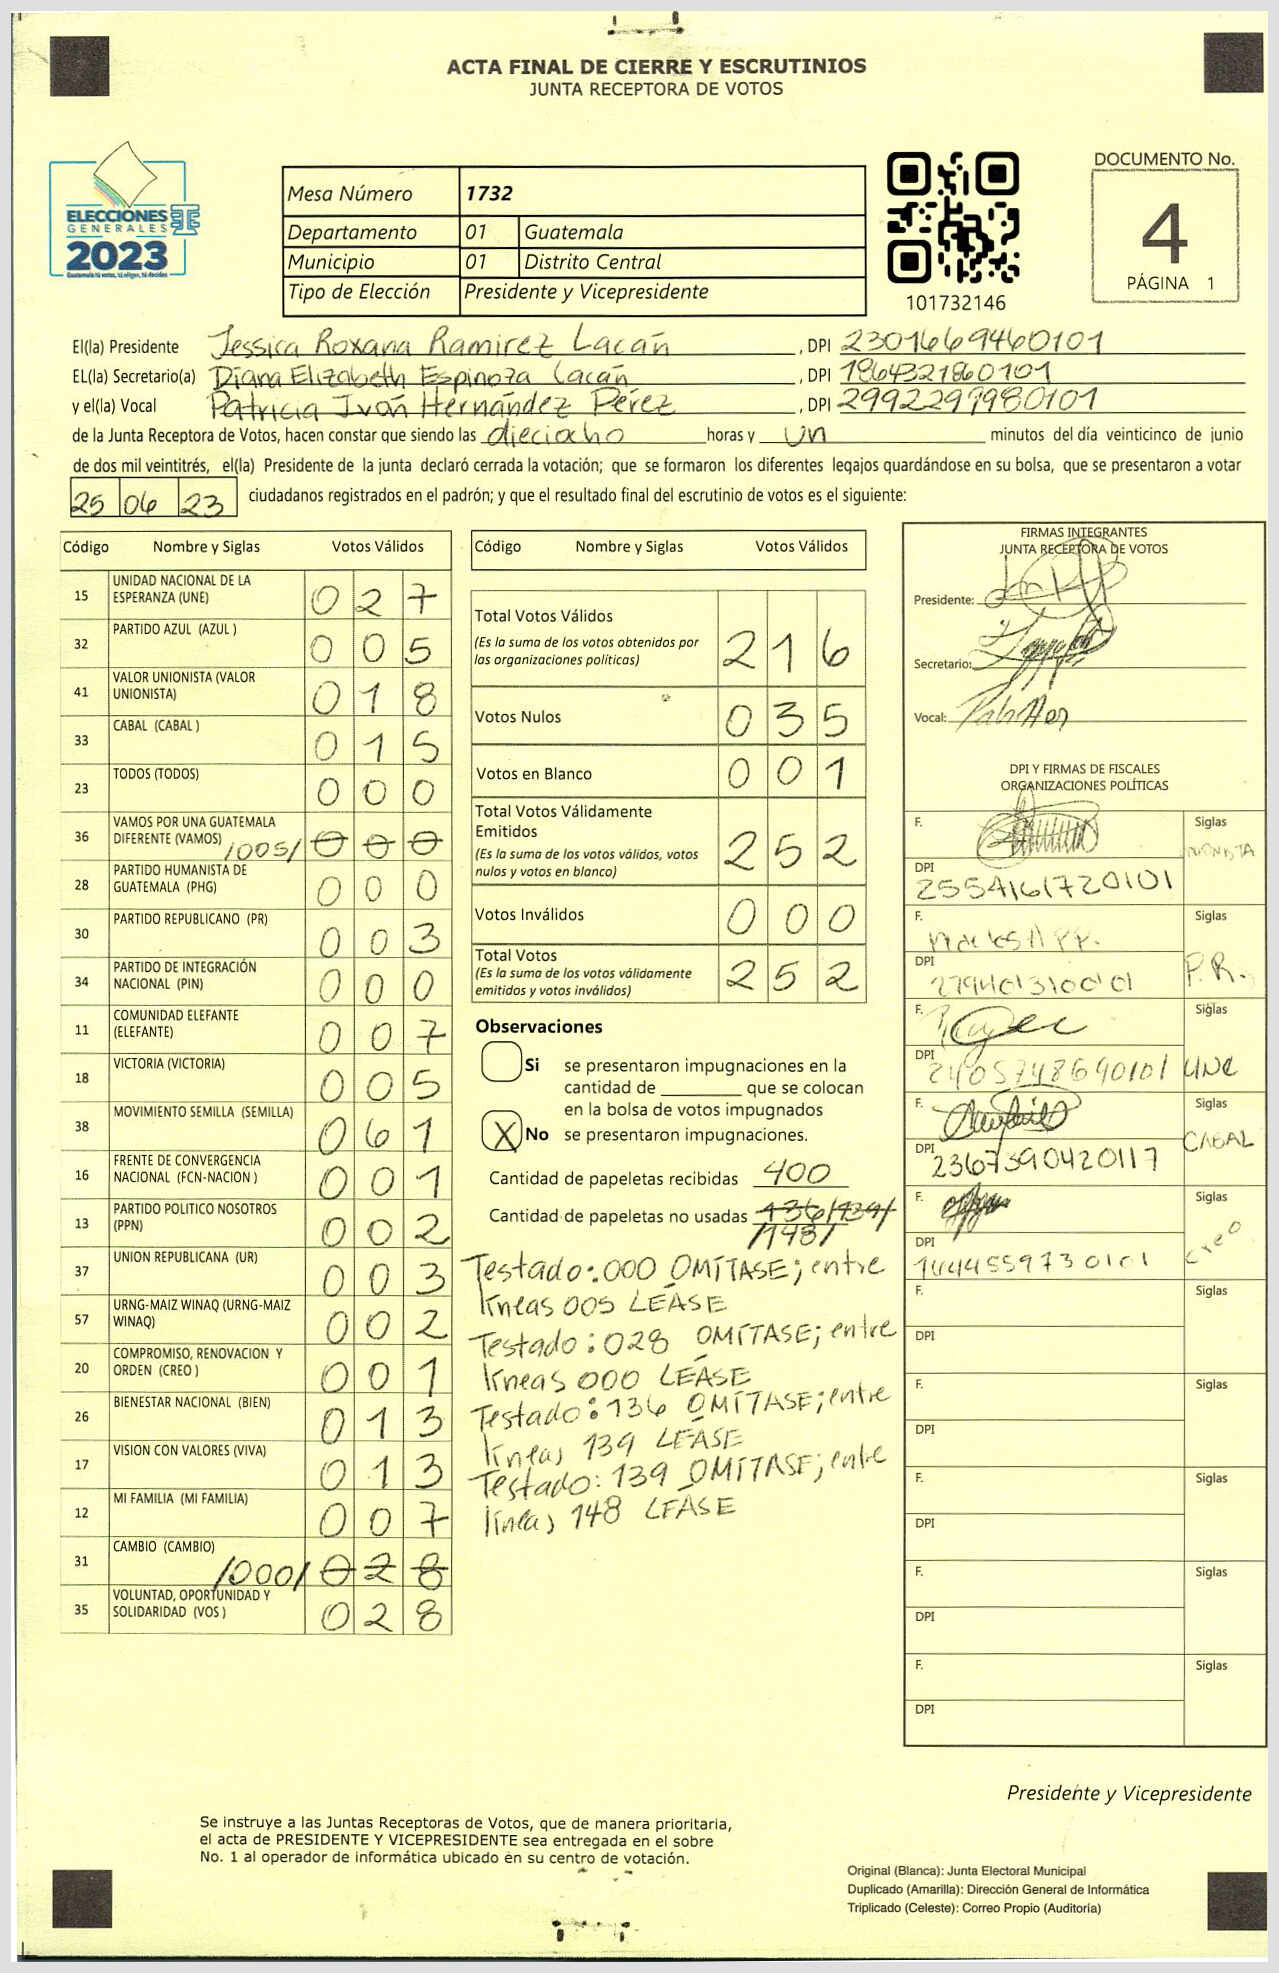 ACTA FINAL DE CIERRE Y ESCRUTINIOS
JUNTA RECEPTORA DE VOTOS
ELECCIONES
GENERALES
2023
Mesa Número 1732
Departamento 01 Guatemala
Municipio 01 Distrito Central
Tipo de Elección Presidente y Vicepresidente
101732146
DOCUMENTO No.
4
PÁGINA 1
El(la) Presidente Jessica Roxana Ramirez Lacán, DPI 2301669460101
EL(la) Secretario(a) Diana Elizabeth Espinoza Lacán, DPI 1864321860101
y el(la) Vocal Patricia Ivón Hernández Pérez, DPI 2992299980101
de la Junta Receptora de Votos, hacen constar que siendo las dieciocho horas y un minutos del día veinticinco de junio
de dos mil veintitrés, el(la) Presidente de la junta declaró cerrada la votación; que se formaron los diferentes legajos quardándose en su bolsa, que se presentaron a votar
25 06 23 ciudadanos registrados en el padrón; y que el resultado final del escrutinio de votos es el siguiente:
Código Nombre y Siglas Votos Válidos
15 UNIDAD NACIONAL DE LA ESPERANZA (UNE) 0 2 7
32 PARTIDO AZUL (AZUL ) 0 0 5
41 VALOR UNIONISTA (VALOR UNIONISTA) 0 1 8
33 CABAL (CABAL ) 0 1 5
23 TODOS (TODOS) 0 0 0
36 VAMOS POR UNA GUATEMALA DIFERENTE (VAMOS) /005/ 0 0 0
28 PARTIDO HUMANISTA DE GUATEMALA (PHG) 0 0 0
30 PARTIDO REPUBLICANO (PR) 0 0 3
34 PARTIDO DE INTEGRACIÓN NACIONAL (PIN) 0 0 0
11 COMUNIDAD ELEFANTE (ELEFANTE) 0 0 7
18 VICTORIA (VICTORIA) 0 0 5
38 MOVIMIENTO SEMILLA (SEMILLA) 0 6 1
16 FRENTE DE CONVERGENCIA NACIONAL (FCN-NACION ) 0 0 1
13 PARTIDO POLITICO NOSOTROS (PPN) 0 0 2
37 UNION REPUBLICANA (UR) 0 0 3
57 URNG-MAIZ WINAQ (URNG-MAIZ WINAQ) 0 0 2
20 COMPROMISO, RENOVACION Y ORDEN (CREO ) 0 0 1
26 BIENESTAR NACIONAL (BIEN) 0 1 3
17 VISION CON VALORES (VIVA) 0 1 3
12 MI FAMILIA (MI FAMILIA) 0 0 7
31 CAMBIO (CAMBIO) /000/ 0 2 8
35 VOLUNTAD, OPORTUNIDAD Y SOLIDARIDAD (VOS ) 0 2 8
Código Nombre y Siglas Votos Válidos
Total Votos Válidos
(Es la suma de los votos obtenidos por
las organizaciones políticas) 2 1 6
Votos Nulos 0 3 5
Votos en Blanco 0 0 1
Total Votos Válidamente
Emitidos
(Es la suma de los votos válidos, votos
nulos y votos en blanco) 2 5 2
Votos Inválidos 0 0 0
Total Votos
(Es la suma de los votos válidamente
emitidos y votos inválidos) 2 5 2
Observaciones
Si se presentaron impugnaciones en la
cantidad de ________ que se colocan
en la bolsa de votos impugnados
X No se presentaron impugnaciones.
Cantidad de papeletas recibidas 400
Cantidad de papeletas no usadas 136/139/
/148/
Testado: 000 OMÍTASE; entre
líneas 005 LÉASE
Testado: 028 OMÍTASE; entre
líneas 000 LEÁSE
Testado: 136 OMÍTASE; entre
líneas 139 LÉASE
Testado: 139 OMÍTASE; entre
líneas 148 LÉASE
FIRMAS INTEGRANTES
JUNTA RECEPTORA DE VOTOS
Presidente:
Secretario:
Vocal:
DPI Y FIRMAS DE FISCALES
ORGANIZACIONES POLÍTICAS
F. Siglas UNIONISTA
DPI 2554161720101
F. Siglas P.R.
DPI
F. Siglas UNE
DPI 2405748640101
F. Siglas CABAL
DPI 2367390420117
F. Siglas Creo
DPI 1444559730101
F. Siglas
DPI
F. Siglas
DPI
F. Siglas
DPI
F. Siglas
DPI
F. Siglas
DPI
Presidente y Vicepresidente
Se instruye a las Juntas Receptoras de Votos, que de manera prioritaria,
el acta de PRESIDENTE Y VICEPRESIDENTE sea entregada en el sobre
No. 1 al operador de informática ubicado en su centro de votación.
Original (Blanca): Junta Electoral Municipal
Duplicado (Amarilla): Dirección General de Informática
Triplicado (Celeste): Correo Propio (Auditoría)